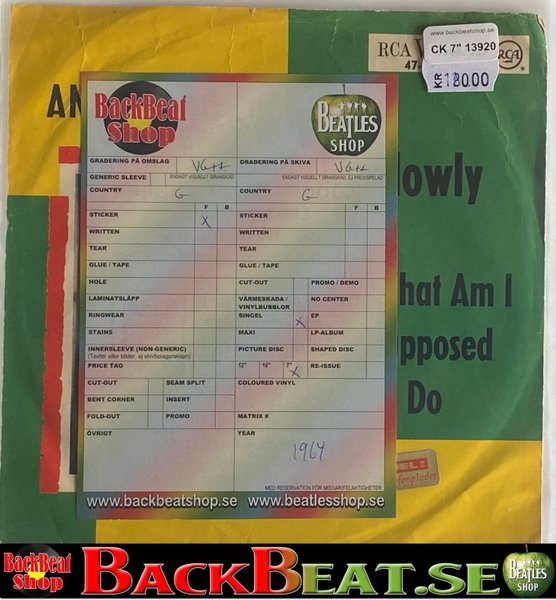 www.backbeatshop.se
CK 7" 13920
KR 180.00
RCA
47-
RCA
AN
BackBeat
Shop
BEATLES
SHOP
GRADERING PÅ OMSLAG VG++
GRADERING PÅ SKIVA VG++
GENERIC SLEEVE
ENDAST VISUELLT GRANSKAD
ENDAST VISUELLT GRANSKAD, EJ PROVSPELAD
COUNTRY G
COUNTRY G
F B
F B
STICKER X
STICKER
WRITTEN
WRITTEN
TEAR
TEAR
GLUE / TAPE
GLUE / TAPE
HOLE
CUT-OUT
PROMO / DEMO
LAMINATSLÄPP
VÄRMESKADA /
VINYLBUBBLOR
NO CENTER
RINGWEAR
SINGEL X
EP
STAINS
MAXI
LP-ALBUM
INNERSLEEVE (NON-GENERIC)
(Texter eller bilder, ej skivbolagsreklam)
PICTURE DISC
SHAPED DISC
PRICE TAG
12" 10" 7" X
RE-ISSUE
CUT-OUT
SEAM SPLIT
COLOURED VINYL
BENT CORNER
INSERT
FOLD-OUT
PROMO
MATRIX #
ÖVRIGT
YEAR
1964
MED RESERVATION FÖR MISSAR/FELAKTIGHETER
www.backbeatshop.se www.beatlesshop.se
lowly
hat Am I
pposed
Do
DEL
fenplader
BackBeat
Shop
BACKBEAT.SE
BEATLES
SHOP